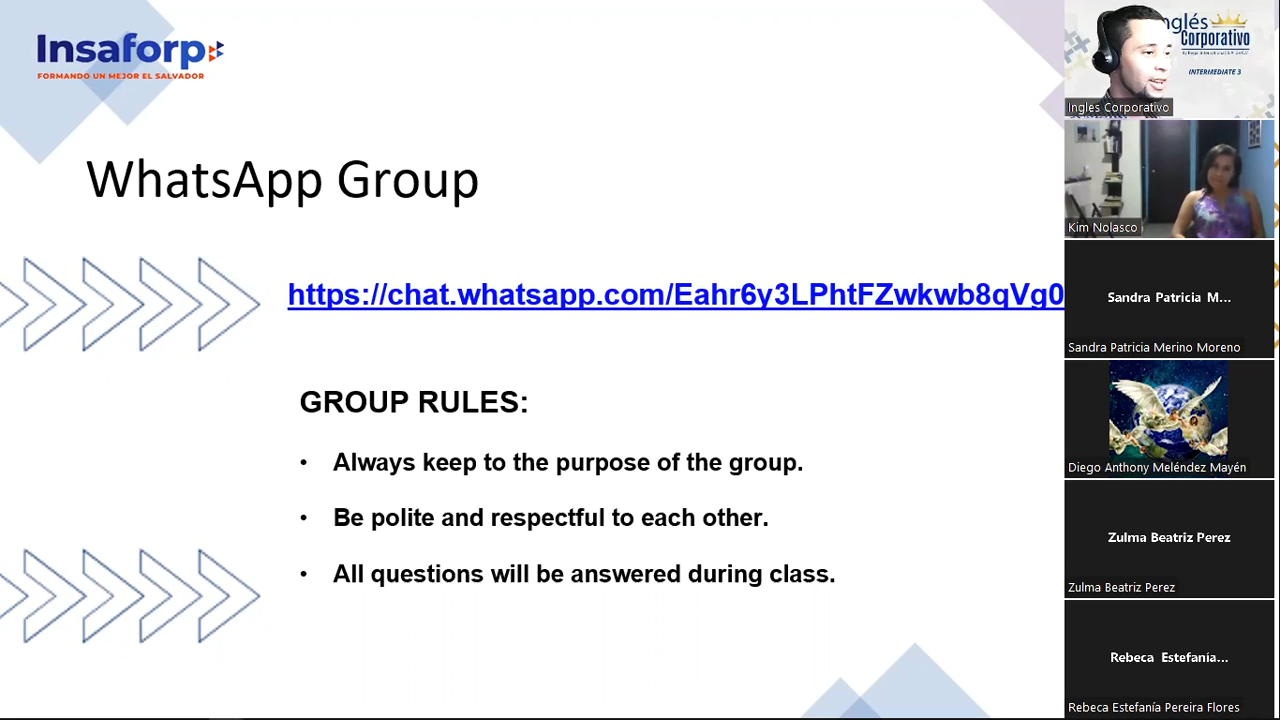 Insaforp
FORMANDO UN MEJOR EL SALVADOR
WhatsApp Group
https://chat.whatsapp.com/Eahr6y3LPhtFZwkwb8qVg0
GROUP RULES:
• Always keep to the purpose of the group.
• Be polite and respectful to each other.
• All questions will be answered during class.
Inglés
Corporativo
INTERMEDIATE 3
Ingles Corporativo
Kim Nolasco
Sandra Patricia M...
Sandra Patricia Merino Moreno
Diego Anthony Meléndez Mayén
Zulma Beatriz Perez
Zulma Beatriz Perez
Rebeca Estefanía...
Rebeca Estefanía Pereira Flores